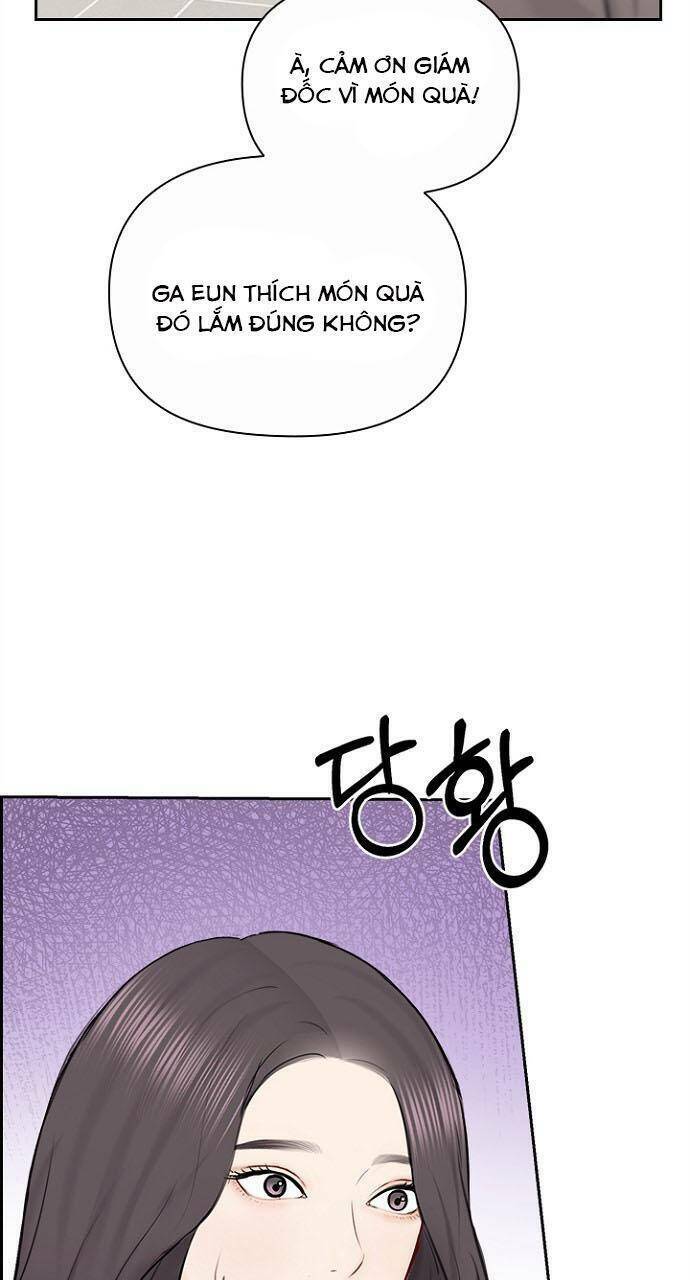 À, CẢM ƠN GIÁM
ĐỐC VÌ MÓN QUÀ!
GA EUN THÍCH MÓN QUÀ
ĐÓ LẮM ĐÚNG KHÔNG?
당황